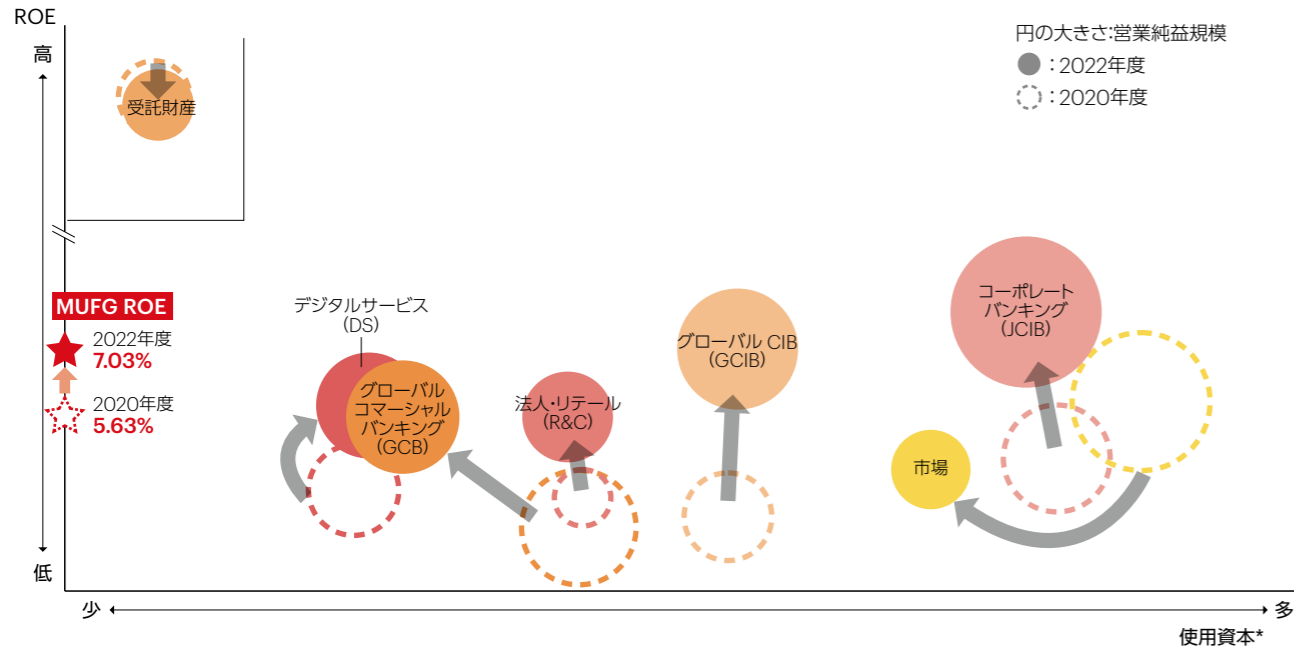 ROE
高
受託財産
円の大きさ:営業純益規模
:2022年度
:2020年度
MUFG ROE
2022年度
7.03%
2020年度
5.63%
デジタルサービス
(DS)
グローバル
コマーシャル
バンキング
(GCB)
法人・リテール
(R&C)
グローバル CIB
(GCIB)
コーポレート
バンキング
(JCIB)
市場
低
少
多
使用資本*